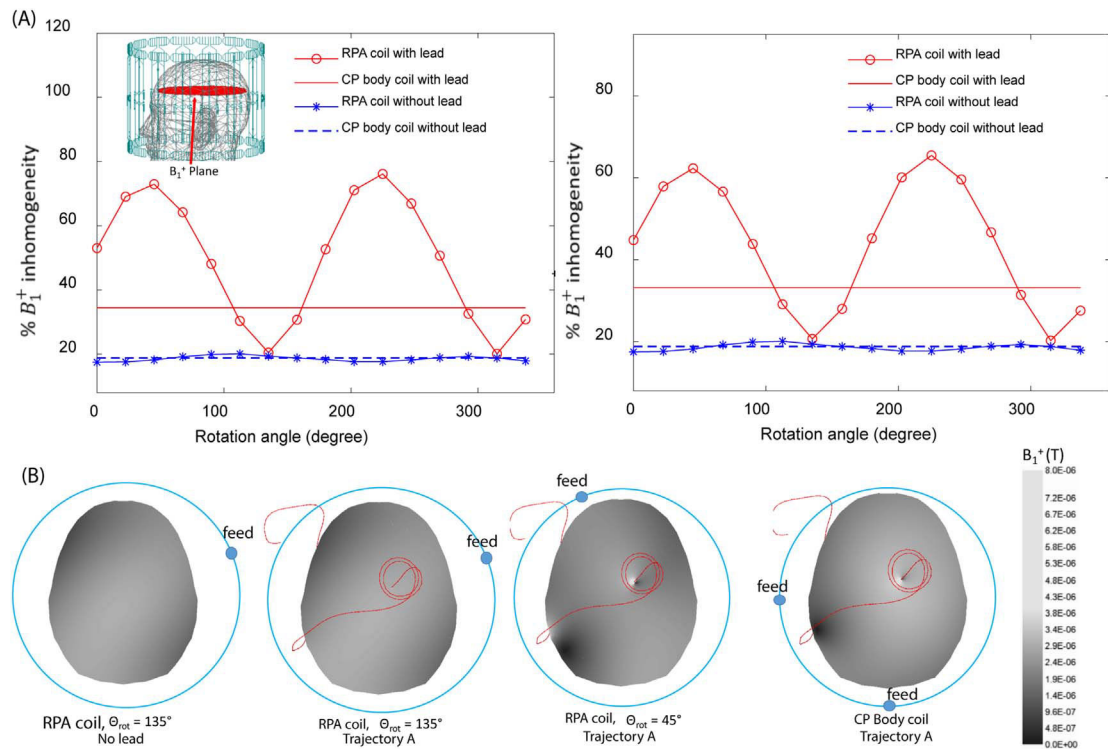 (A)
120
100
80
60
40
20
% B₁⁺ inhomogeneity
0
100
200
300
Rotation angle (degree)
B₁⁺ Plane
RPA coil with lead
CP body coil with lead
RPA coil without lead
CP body coil without lead
80
60
40
20
% B₁⁺ inhomogeneity
0
100
200
300
Rotation angle (degree)
RPA coil with lead
CP body coil with lead
RPA coil without lead
CP body coil without lead
(B)
feed
RPA coil, Θrot = 135°
No lead
feed
RPA coil, Θrot = 135°
Trajectory A
feed
RPA coil, Θrot = 45°
Trajectory A
feed
feed
CP Body coil
Trajectory A
B₁⁺ (T)
8.0E-06
7.2E-06
6.7E-06
6.2E-06
5.8E-06
5.3E-06
4.8E-06
4.3E-06
3.8E-06
3.4E-06
2.9E-06
2.4E-06
1.9E-06
1.4E-06
9.6E-07
4.8E-07
0.0E+00